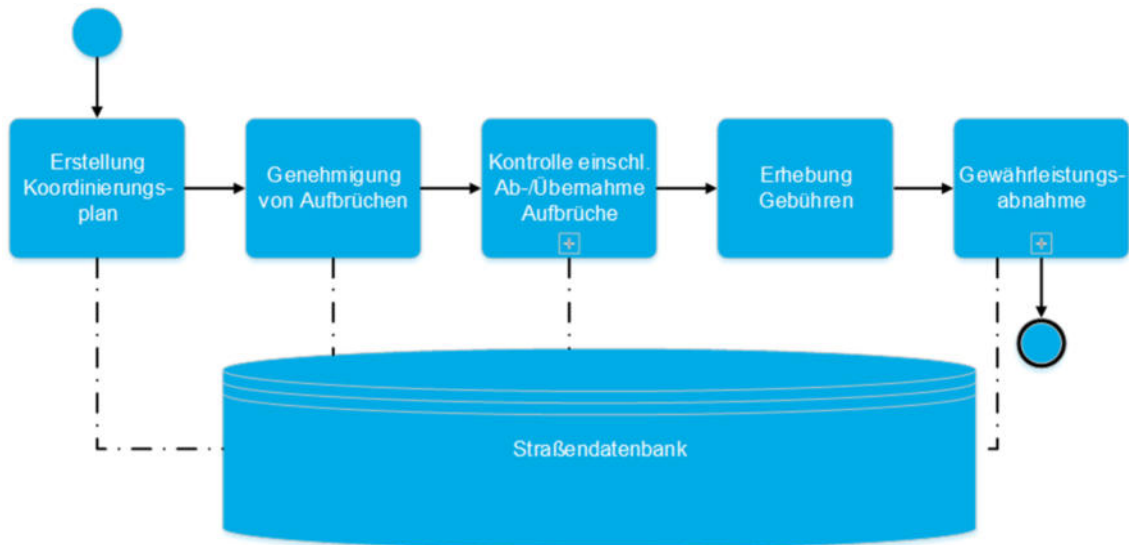 Erstellung
Koordinierungs-
plan
Genehmigung
von Aufbrüchen
Kontrolle einschl.
Ab-/Übernahme
Aufbrüche
Erhebung
Gebühren
Gewährleistungs-
abnahme
Straßendatenbank